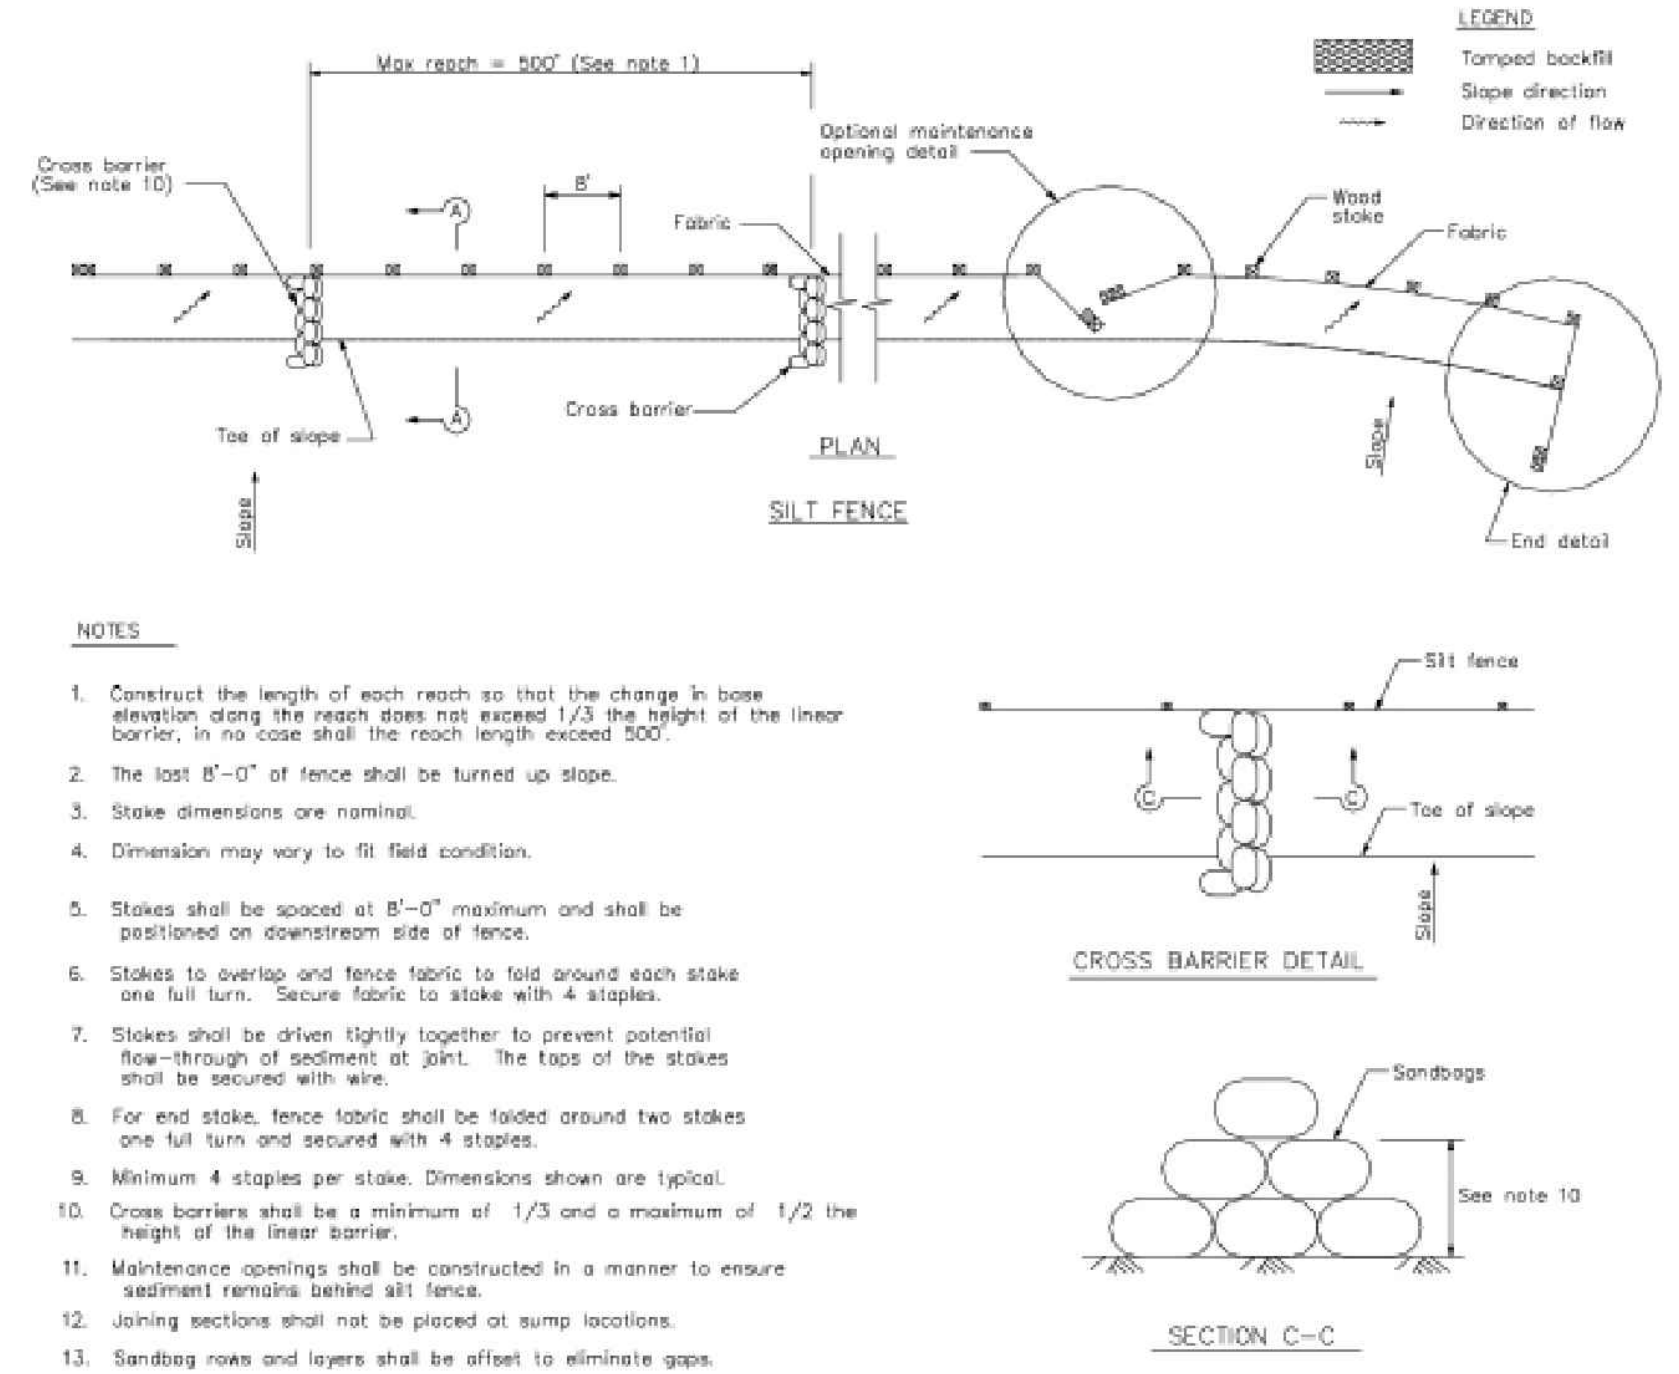 LEGEND
Tamped backfill
Slope direction
Direction of flow
Max reach = 500' (See note 1)
Optional maintenance
opening detail
Cross barrier
(See note 10)
8'
A
Fabric
Wood
stake
Fabric
Cross barrier
A
Toe of slope
PLAN
Slope
SILT FENCE
Slope
End detail
NOTES
1. Construct the length of each reach so that the change in base
elevation along the reach does not exceed 1/3 the height of the linear
barrier, in no case shall the reach length exceed 500'.
2. The last 8'-0" of fence shall be turned up slope.
3. Stake dimensions are nominal.
4. Dimension may vary to fit field condition.
5. Stakes shall be spaced at 8'-0" maximum and shall be
positioned on downstream side of fence.
6. Stakes to overlap and fence fabric to fold around each stake
one full turn. Secure fabric to stake with 4 staples.
7. Stakes shall be driven tightly together to prevent potential
flow-through of sediment at joint. The tops of the stakes
shall be secured with wire.
8. For end stake, fence fabric shall be folded around two stakes
one full turn and secured with 4 staples.
9. Minimum 4 staples per stake. Dimensions shown are typical.
10. Cross barriers shall be a minimum of 1/3 and a maximum of 1/2 the
height of the linear barrier.
11. Maintenance openings shall be constructed in a manner to ensure
sediment remains behind silt fence.
12. Joining sections shall not be placed at sump locations.
13. Sandbag rows and layers shall be offset to eliminate gaps.
Silt fence
C
C
Toe of slope
Slope
CROSS BARRIER DETAIL
Sandbags
See note 10
SECTION C-C